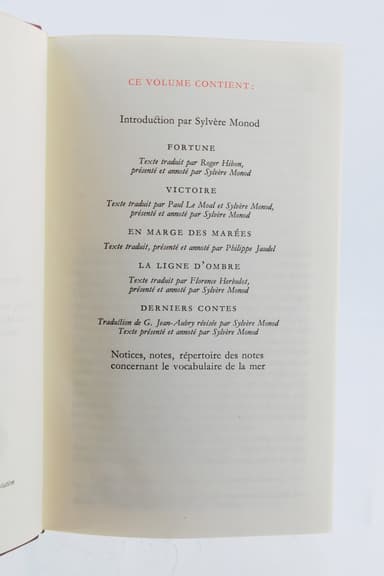 CE VOLUME CONTIENT :
Introduction par Sylvère Monod
FORTUNE
Texte traduit par Roger Hibon,
présenté et annoté par Sylvère Monod
VICTOIRE
Texte traduit par Paul Le Moal et Sylvère Monod,
présenté et annoté par Sylvère Monod
EN MARGE DES MARÉES
Texte traduit, présenté et annoté par Philippe Jaudel
LA LIGNE D'OMBRE
Texte traduit par Florence Herbulot,
présenté et annoté par Sylvère Monod
DERNIERS CONTES
Traduction de G. Jean-Aubry révisée par Sylvère Monod
Texte présenté et annoté par Sylvère Monod
Notices, notes, répertoire des notes
concernant le vocabulaire de la mer